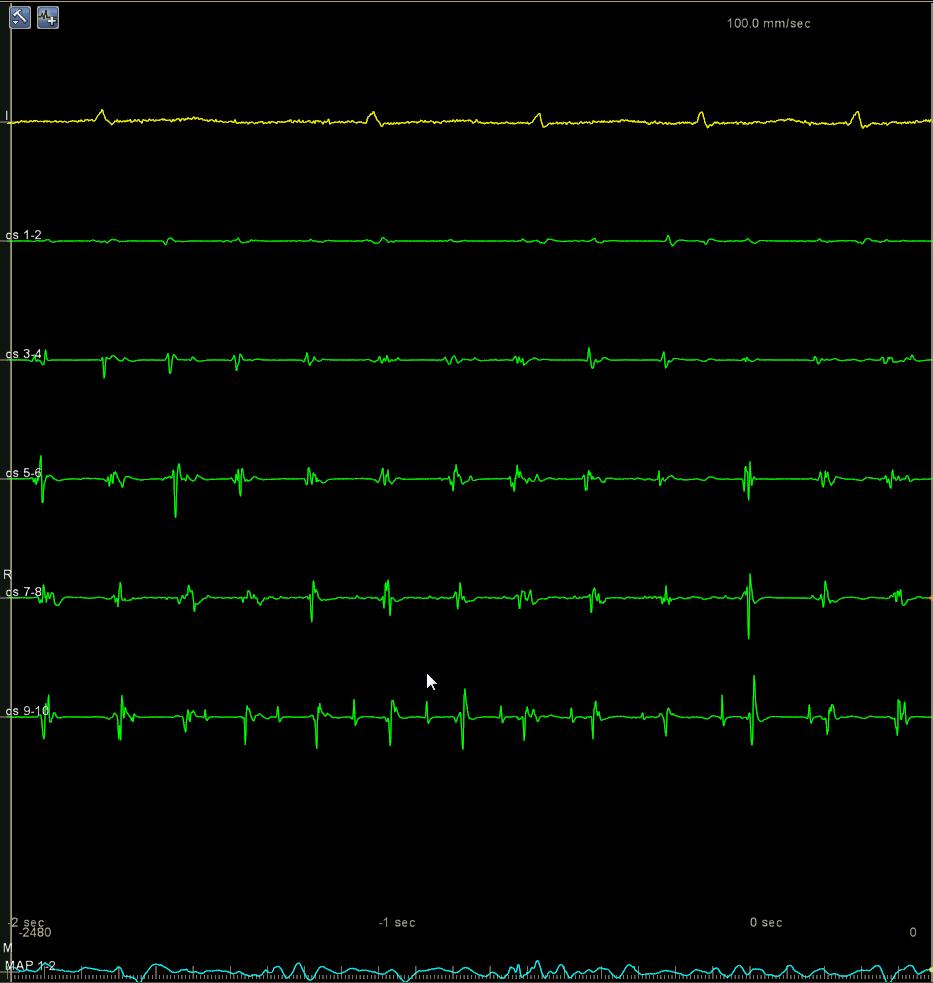 100.0 mm/sec
I
cs 1-2
cs 3-4
cs 5-6
R
cs 7-8
cs 9-10
-2 sec
-1 sec
0 sec
-2480
0
M
MAP 1-2